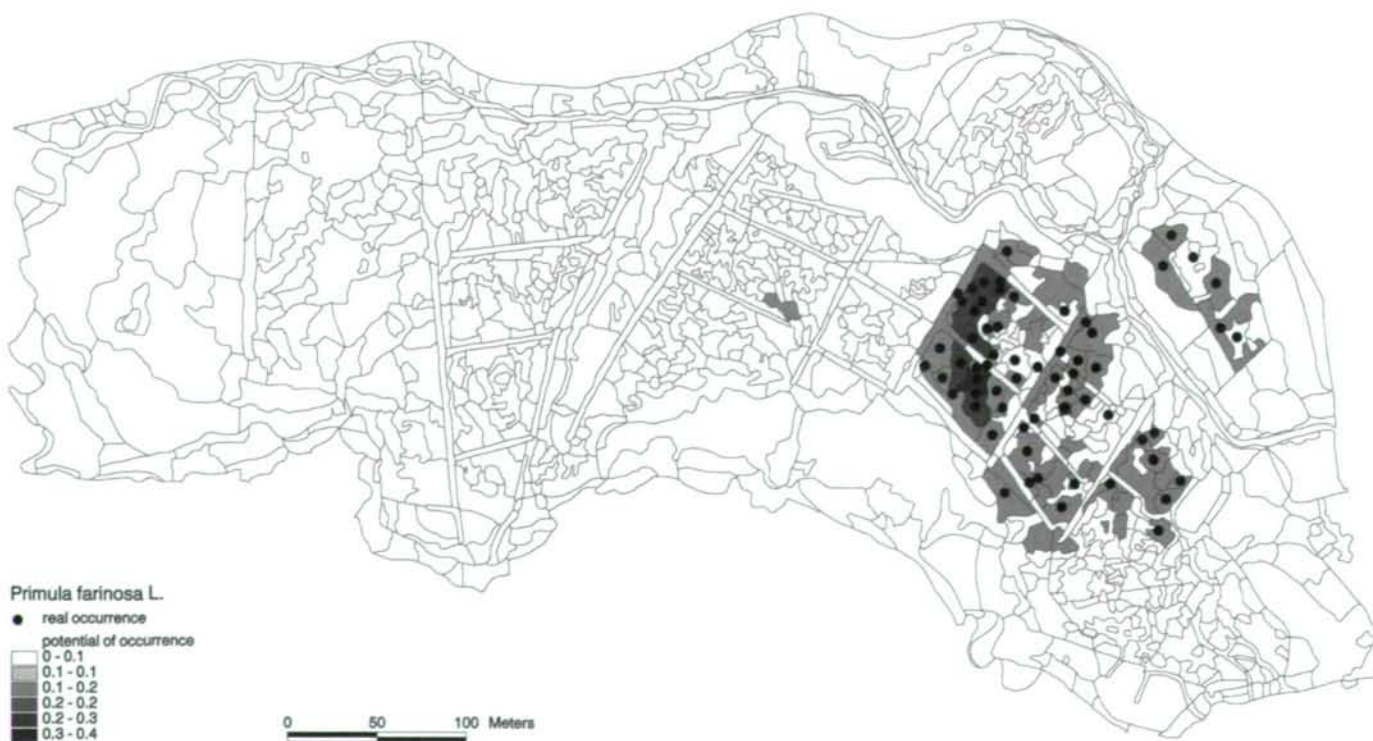 Primula farinosa L.
real occurrence
potential of occurrence
0 - 0.1
0.1 - 0.1
0.1 - 0.2
0.2 - 0.2
0.2 - 0.3
0.3 - 0.4
0 50 100 Meters